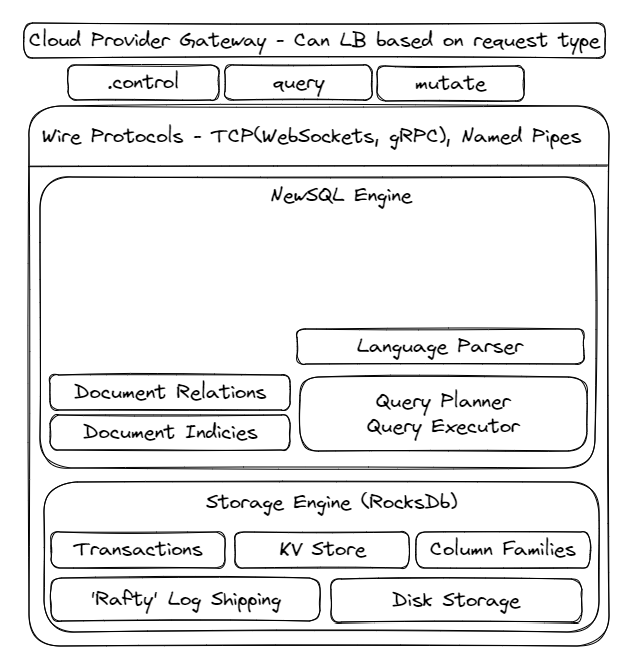 Cloud Provider Gateway - Can LB based on request type
.control
query
mutate
Wire Protocols - TCP(WebSockets, gRPC), Named Pipes
NewSQL Engine
Language Parser
Document Relations
Document Indicies
Query Planner
Query Executor
Storage Engine (RocksDb)
Transactions
KV Store
Column Families
'Rafty' Log Shipping
Disk Storage